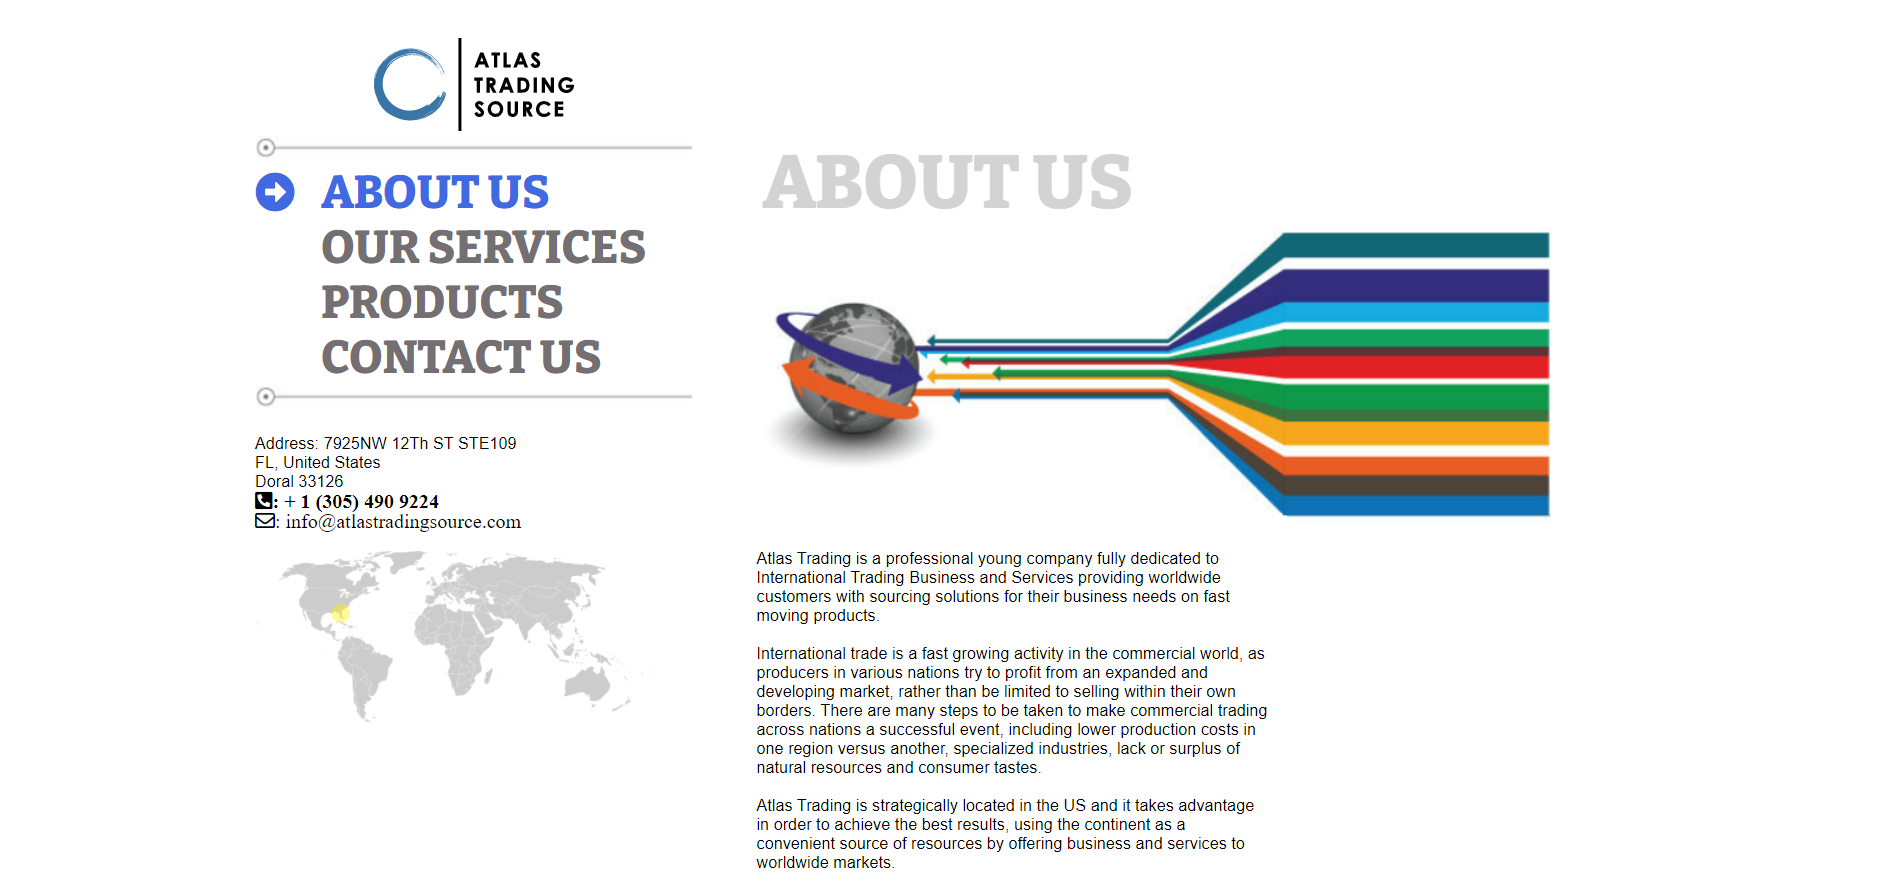 ATLAS
TRADING
SOURCE
ABOUT US
OUR SERVICES
PRODUCTS
CONTACT US
Address: 7925NW 12Th ST STE109
FL, United States
Doral 33126
: + 1 (305) 490 9224
: info@atlastradingsource.com
ABOUT US
Atlas Trading is a professional young company fully dedicated to
International Trading Business and Services providing worldwide
customers with sourcing solutions for their business needs on fast
moving products.
International trade is a fast growing activity in the commercial world, as
producers in various nations try to profit from an expanded and
developing market, rather than be limited to selling within their own
borders. There are many steps to be taken to make commercial trading
across nations a successful event, including lower production costs in
one region versus another, specialized industries, lack or surplus of
natural resources and consumer tastes.
Atlas Trading is strategically located in the US and it takes advantage
in order to achieve the best results, using the continent as a
convenient source of resources by offering business and services to
worldwide markets.